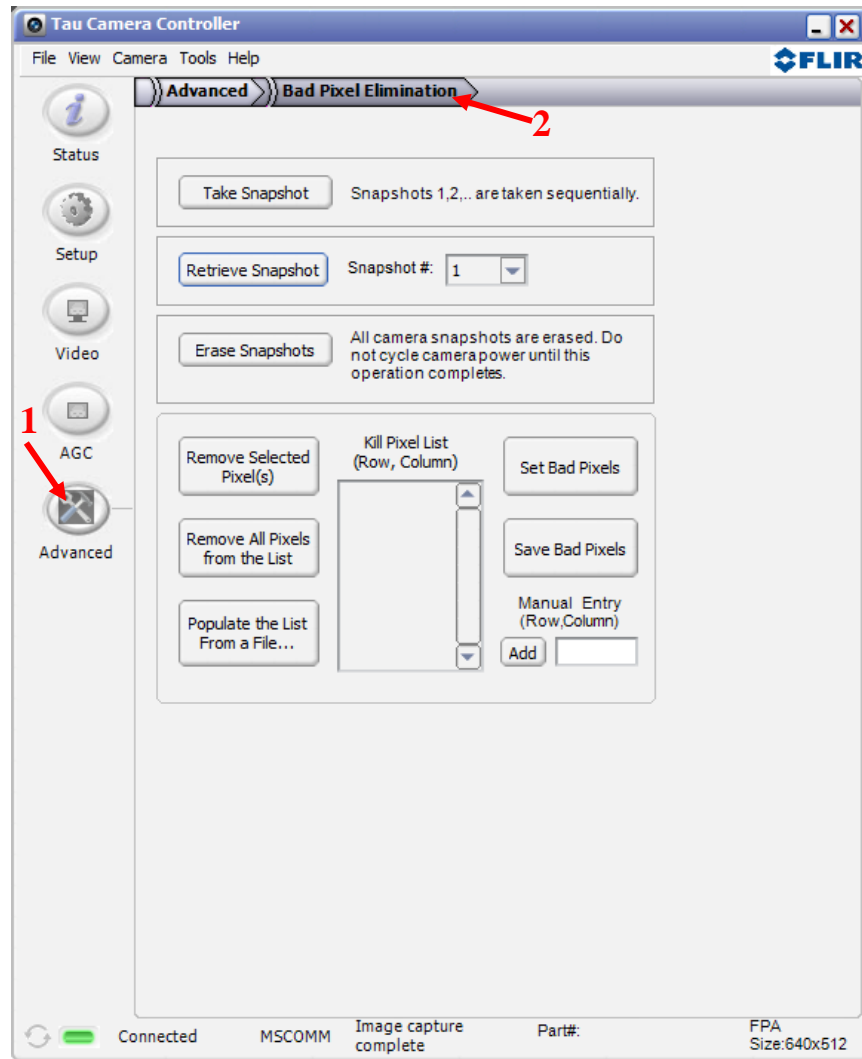 Tau Camera Controller
File View Camera Tools Help
FLIR
Advanced Bad Pixel Elimination
2
Status
Take Snapshot
Snapshots 1,2,.. are taken sequentially.
Setup
Retrieve Snapshot
Snapshot #: 1
Video
Erase Snapshots
All camera snapshots are erased. Do
not cycle camera power until this
operation completes.
1
AGC
Advanced
Remove Selected
Pixel(s)
Kill Pixel List
(Row, Column)
Set Bad Pixels
Remove All Pixels
from the List
Save Bad Pixels
Populate the List
From a File...
Manual Entry
(Row,Column)
Add
Connected
MSCOMM
Image capture
complete
Part#:
FPA
Size:640x512